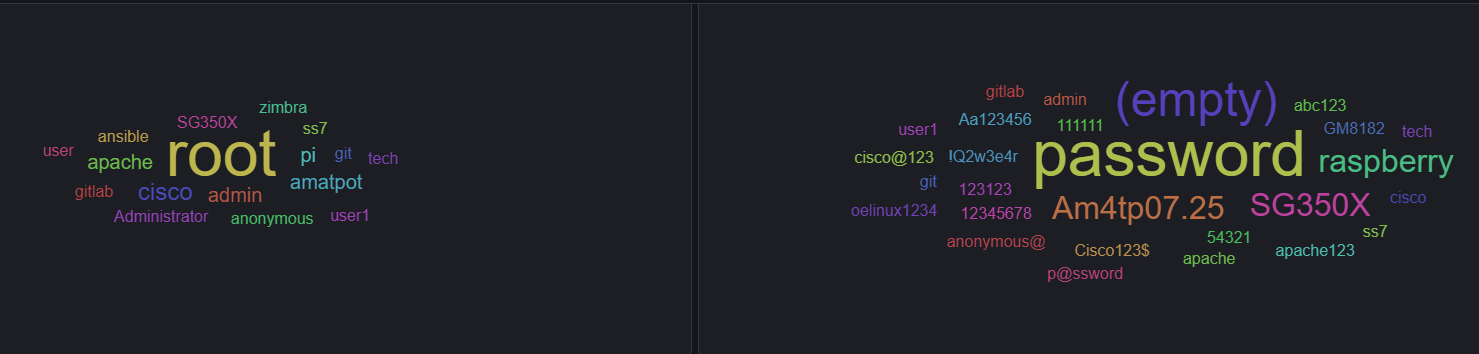 zimbra
SG350X
ss7
ansible
root
user
apache
pi
git
tech
amatpot
gitlab
cisco
admin
Administrator
anonymous
user1
gitlab
admin
(empty)
abc123
Aa123456
111111
GM8182
tech
user1
password
cisco@123
!Q2w3e4r
raspberry
git
123123
oelinux1234
12345678
Am4tp07.25
SG350X
cisco
anonymous@
Cisco123$
54321
ss7
apache
apache123
p@ssword